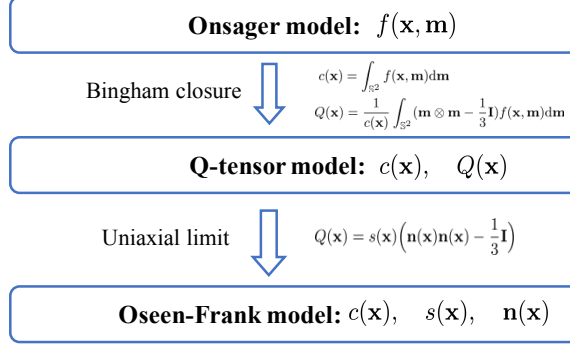 Onsager model: f(x, m)
Bingham closure
c(x) = ∫_{𝕊²} f(x, m)dm
Q(x) = 1/c(x) ∫_{𝕊²} (m ⊗ m − 1/3 I) f(x, m)dm
Q-tensor model: c(x), Q(x)
Uniaxial limit
Q(x) = s(x)(n(x)n(x) − 1/3 I)
Oseen-Frank model: c(x), s(x), n(x)